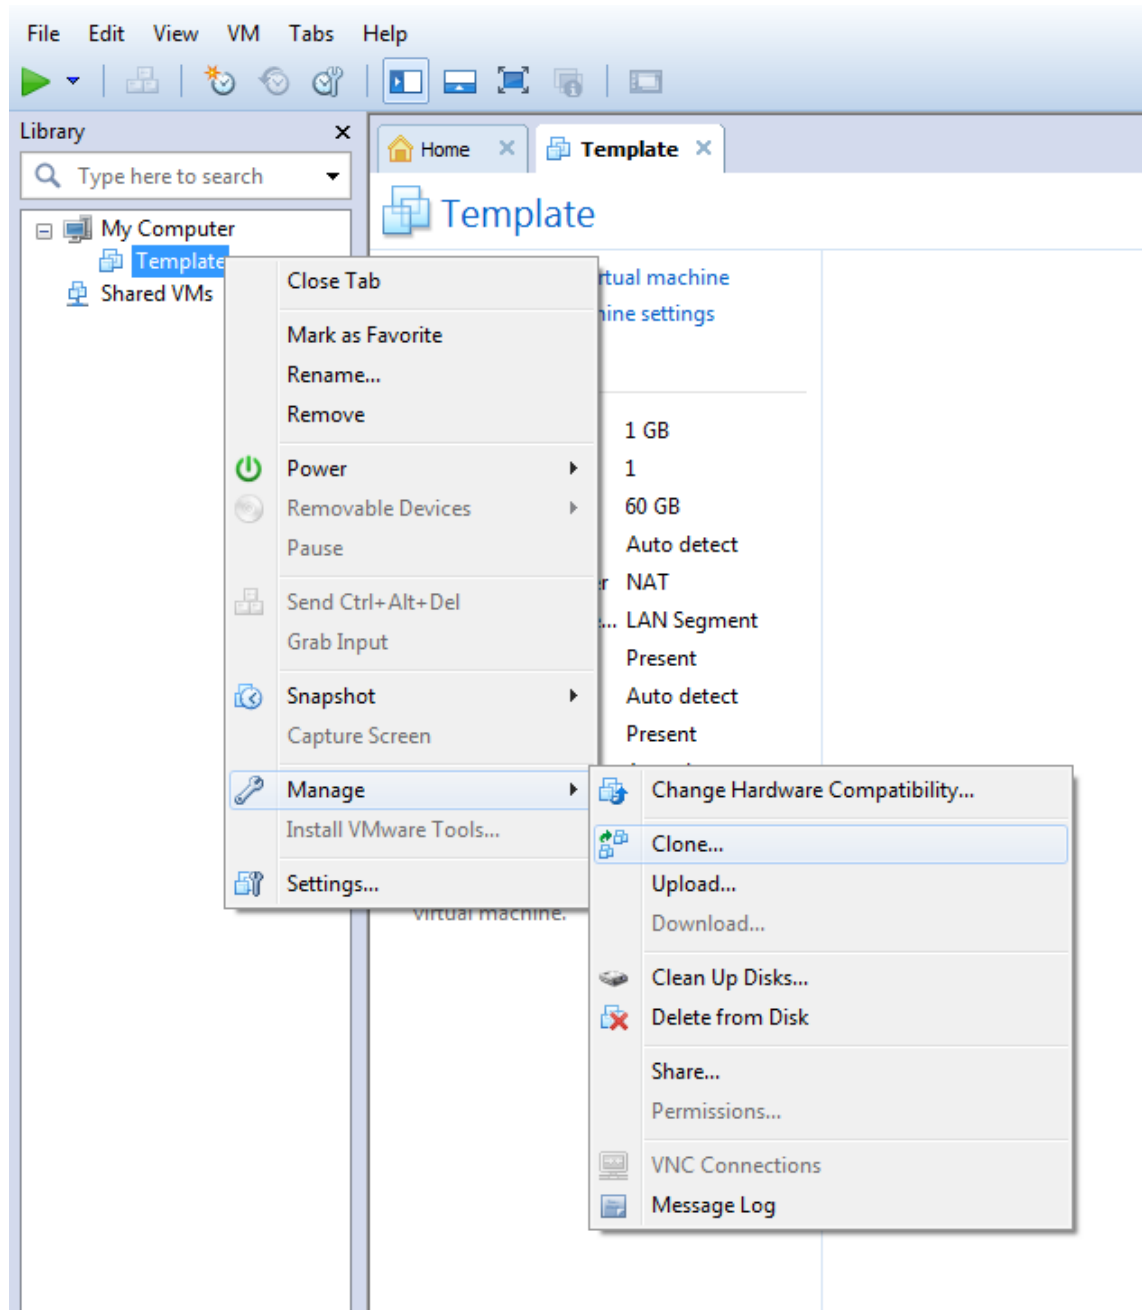 File Edit View VM Tabs Help
Library
Type here to search
My Computer
Template
Shared VMs
Home
Template
Template
machine
settings
1 GB
1
60 GB
Auto detect
NAT
... LAN Segment
Present
Auto detect
Present
virtual machine.
Close Tab
Mark as Favorite
Rename...
Remove
Power
Removable Devices
Pause
Send Ctrl+Alt+Del
Grab Input
Snapshot
Capture Screen
Manage
Install VMware Tools...
Settings...
Change Hardware Compatibility...
Clone...
Upload...
Download...
Clean Up Disks...
Delete from Disk
Share...
Permissions...
VNC Connections
Message Log